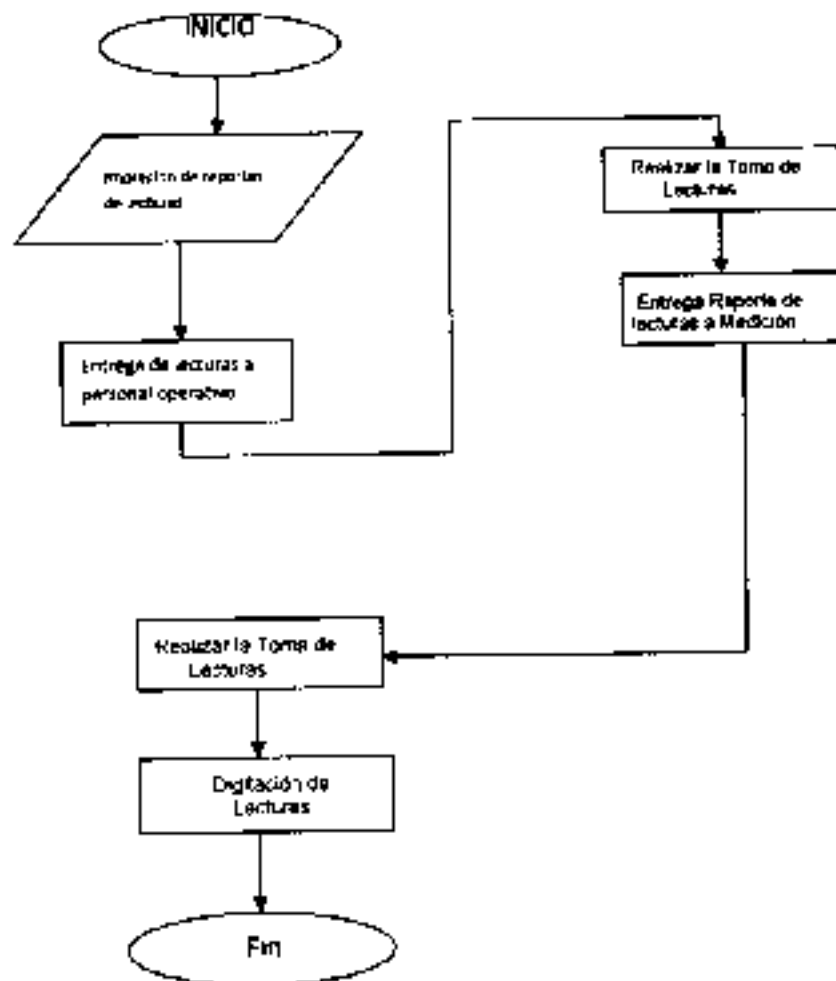 INICIO
Impresión de reportes
de lecturas
Entrega de lecturas a
personal operativo
Realizar la Toma de
Lecturas
Entrega Reporte de
lecturas a Medición
Realizar la Toma de
Lecturas
Digitación de
Lecturas
Fin